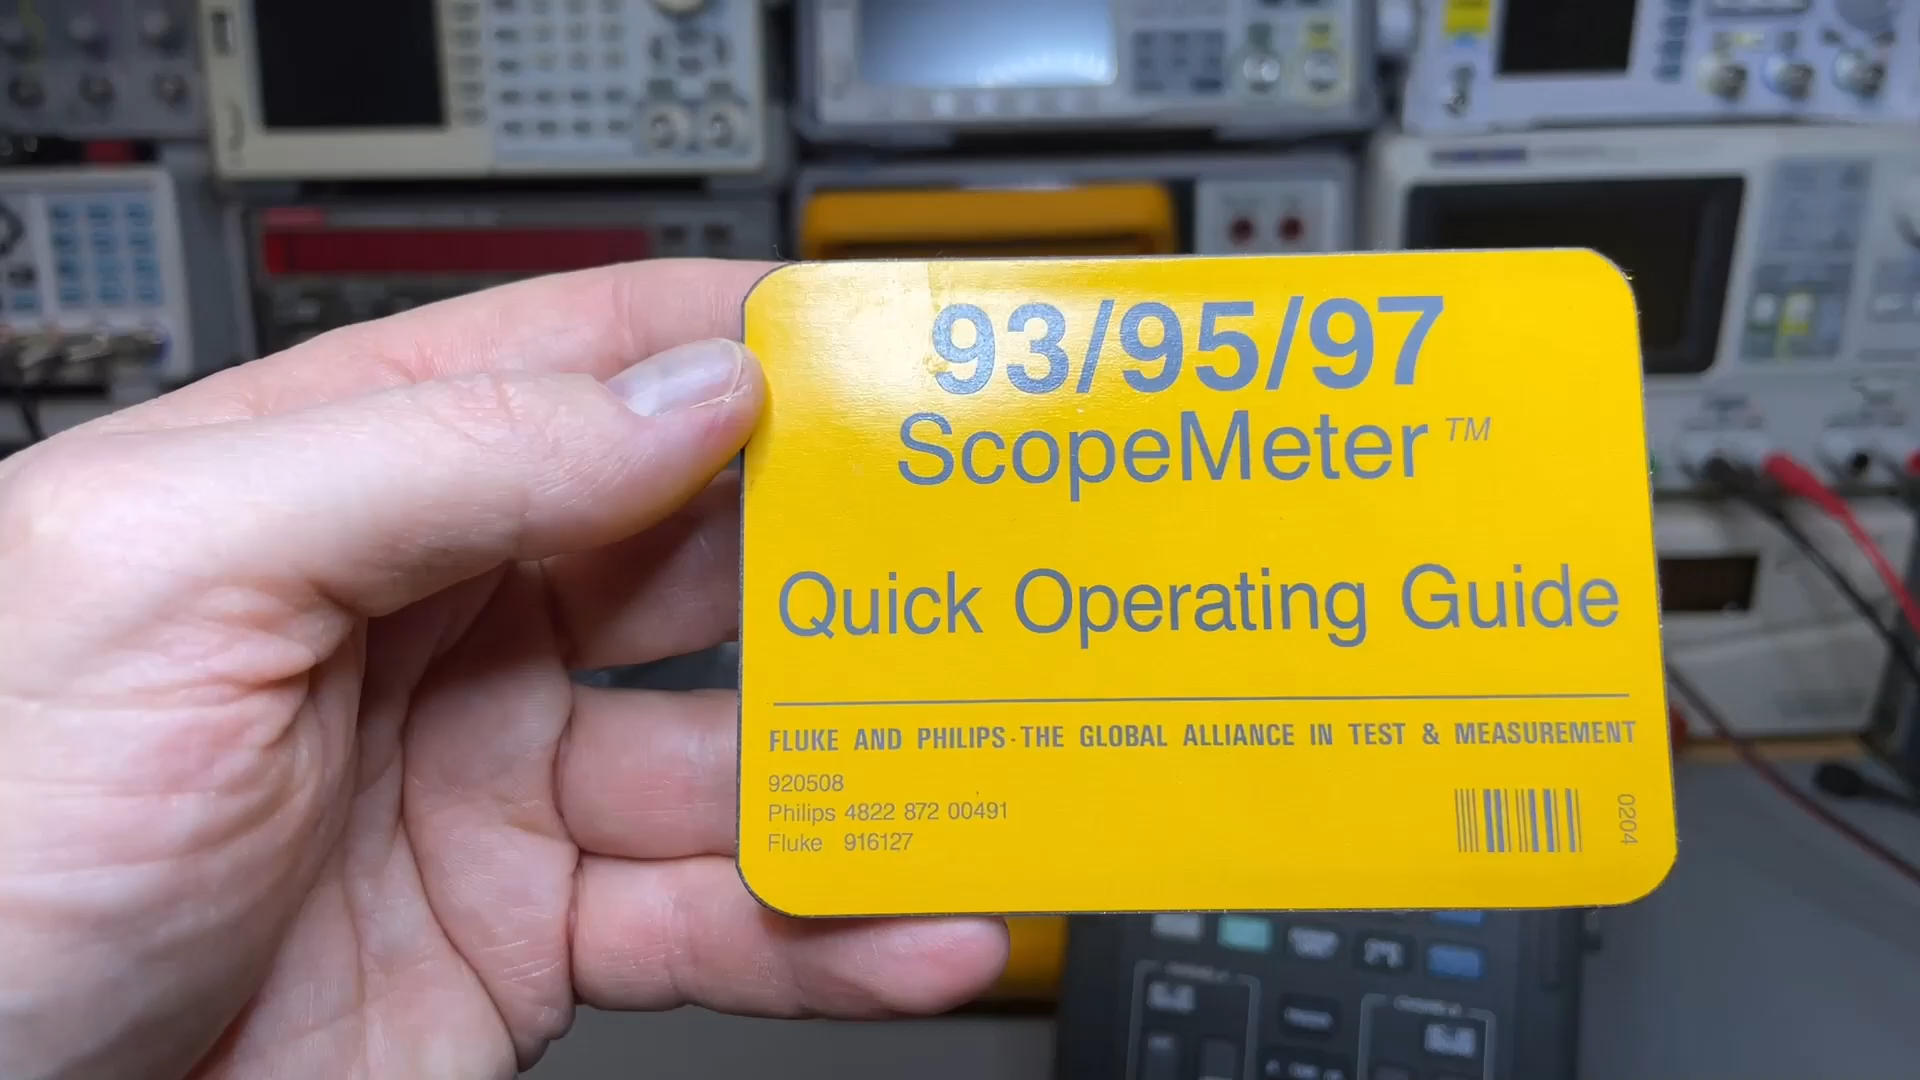 93/95/97
ScopeMeter™
Quick Operating Guide
FLUKE AND PHILIPS·THE GLOBAL ALLIANCE IN TEST & MEASUREMENT
920508
Philips 4822 872 00491
Fluke 916127
0204